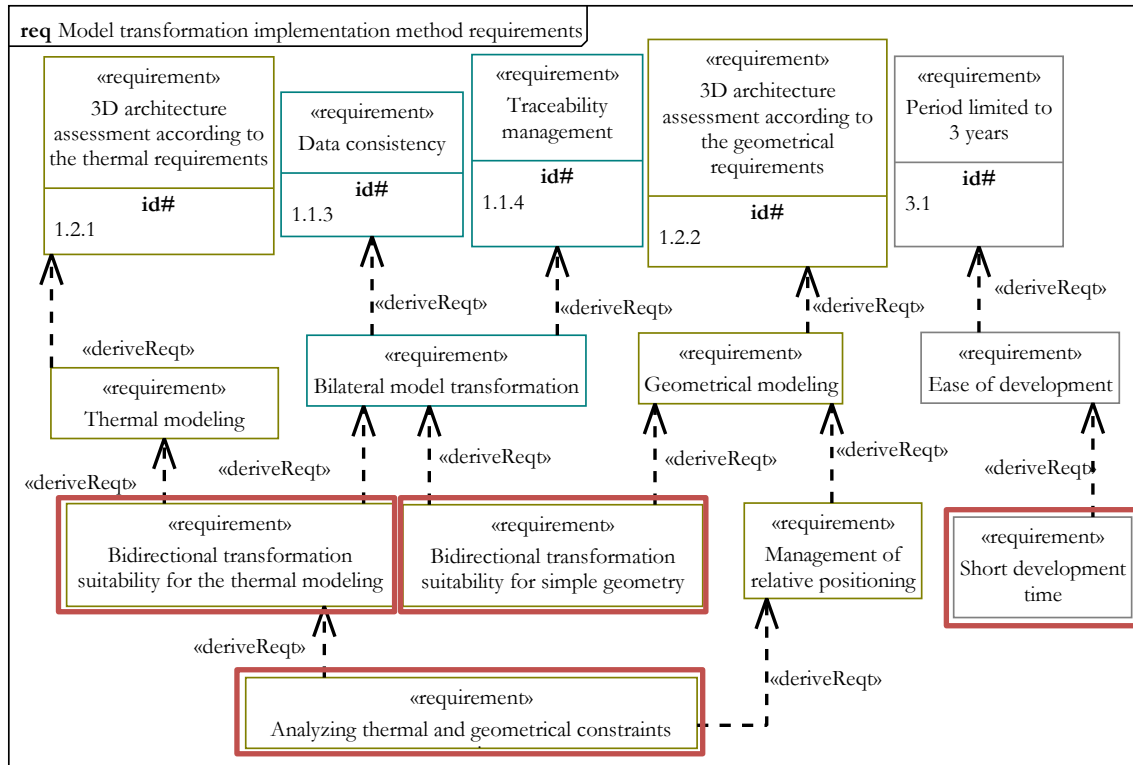 req Model transformation implementation method requirements
«requirement»
3D architecture
assessment according to
the thermal requirements
id#
1.2.1
«requirement»
Data consistency
id#
1.1.3
«requirement»
Traceability
management
id#
1.1.4
«requirement»
3D architecture
assessment according to
the geometrical
requirements
id#
1.2.2
«requirement»
Period limited to
3 years
id#
3.1
«deriveReqt»
«deriveReqt»
«deriveReqt»
«deriveReqt»
«deriveReqt»
«requirement»
Thermal modeling
«requirement»
Bilateral model transformation
«requirement»
Geometrical modeling
«requirement»
Ease of development
«deriveReqt»
«deriveReqt»
«deriveReqt»
«deriveReqt»
«deriveReqt»
«deriveReqt»
«requirement»
Bidirectional transformation
suitability for the thermal modeling
«requirement»
Bidirectional transformation
suitability for simple geometry
«requirement»
Management of
relative positioning
«requirement»
Short development
time
«deriveReqt»
«deriveReqt»
«requirement»
Analyzing thermal and geometrical constraints